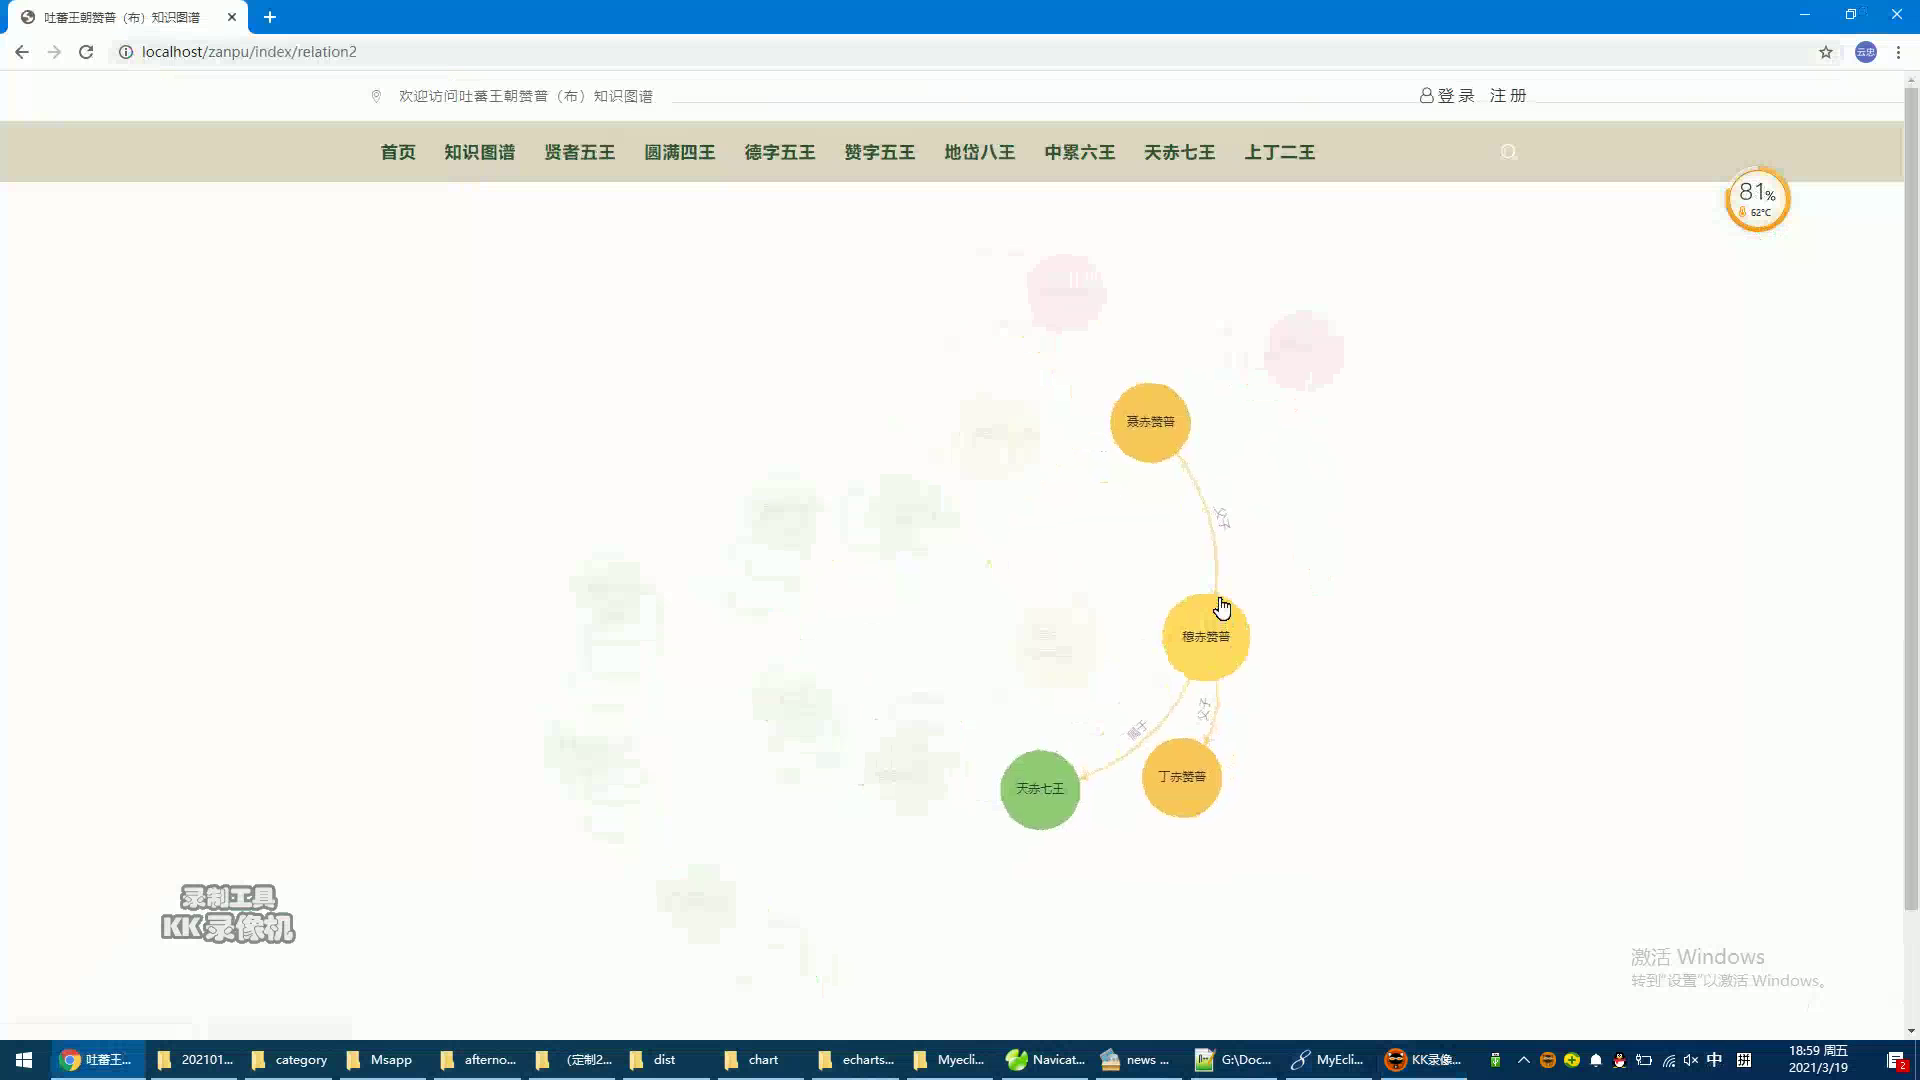 吐蕃王朝赞普（布）知识图谱
localhost/zanpu/index/relation2
云忠
欢迎访问吐蕃王朝赞普（布）知识图谱
登录 注册
首页 知识图谱 贤者五王 圆满四王 德字五王 赞字五王 地岱八王 中累六王 天赤七王 上丁二王
81%
62°C
聂赤赞普
父子
穆赤赞普
父子
属于
天赤七王
丁赤赞普
录制工具
KK录像机
激活 Windows
转到"设置"以激活 Windows。
吐蕃王...
202101...
category
Msapp
afterno...
(定制2...
dist
chart
echarts...
Myecli...
Navicat...
news ...
G:\Doc...
MyEcli...
KK录像...
中
拼
18:59 周五
2021/3/19
2